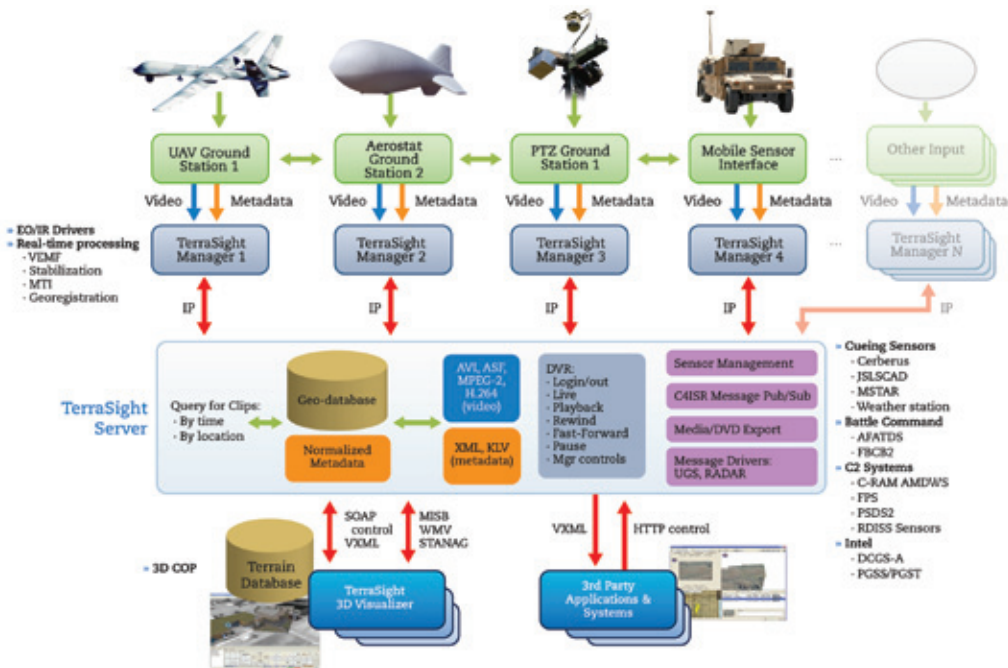 UAV Ground
Station 1
Aerostat
Ground
Station 2
PTZ Ground
Station 1
Mobile Sensor
Interface
...
Other Input
Video
Metadata
Video
Metadata
Video
Metadata
Video
Metadata
Video
Metadata
» EO/IR Drivers
» Real-time processing
- VEMF
- Stabilization
- MTI
- Georegistration
TerraSight
Manager 1
TerraSight
Manager 2
TerraSight
Manager 3
TerraSight
Manager 4
...
TerraSight
Manager N
IP
IP
IP
IP
IP
TerraSight
Server
Query for Clips:
- By time
- By location
Geo-database
Normalized
Metadata
AVI, ASF,
MPEG-2,
H.264
(video)
XML, KLV
(metadata)
DVR:
- Login/out
- Live
- Playback
- Rewind
- Fast-Forward
- Pause
- Mgr controls
Sensor Management
C4ISR Message Pub/Sub
Media/DVD Export
Message Drivers:
UGS, RADAR
» Cueing Sensors
- Cerberus
- JSLSCAD
- MSTAR
- Weather station
» Battle Command
- AFATDS
- FBCB2
» C2 Systems
- C-RAM AMDWS
- FPS
- PSDS2
- RDISS Sensors
» Intel
- DCGS-A
- PGSS/PGST
SOAP
control
VXML
MISB
WMV
STANAG
VXML
HTTP control
» 3D COP
Terrain
Database
TerraSight
3D Visualizer
3rd Party
Applications &
Systems